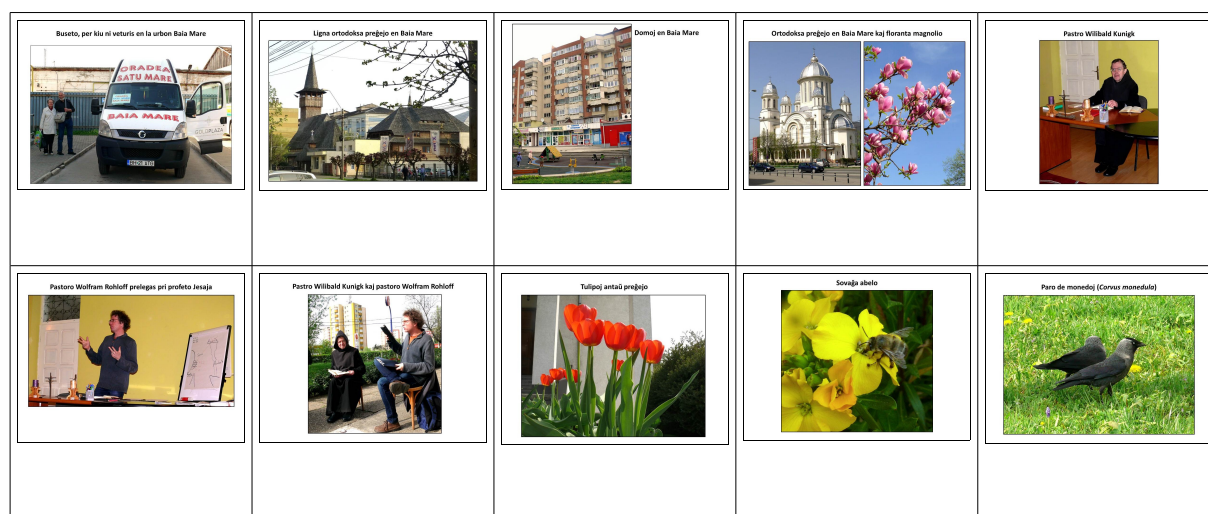 Buseto, per kiu ni veturis en la urbon Baia Mare
ORADEA
SATU MARE
BAIA MARE
Ligna ortodoksa preĝejo en Baia Mare
Domoj en Baia Mare
Ortodoksa preĝejo en Baia Mare kaj floranta magnolio
Pastro Wilibald Kunigk
Pastoro Wolfram Rohloff prelegas pri profeto Jesaja
Pastro Wilibald Kunigk kaj pastoro Wolfram Rohloff
Tulipoj antaŭ preĝejo
Sovaĝa abelo
Paro de monedoj (Corvus monedula)